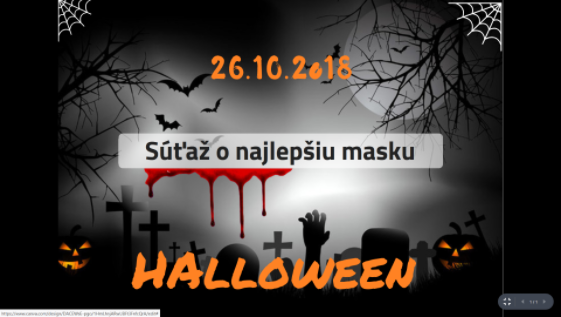 26.10.2018
Súťaž o najlepšiu masku
HALLOWEEN